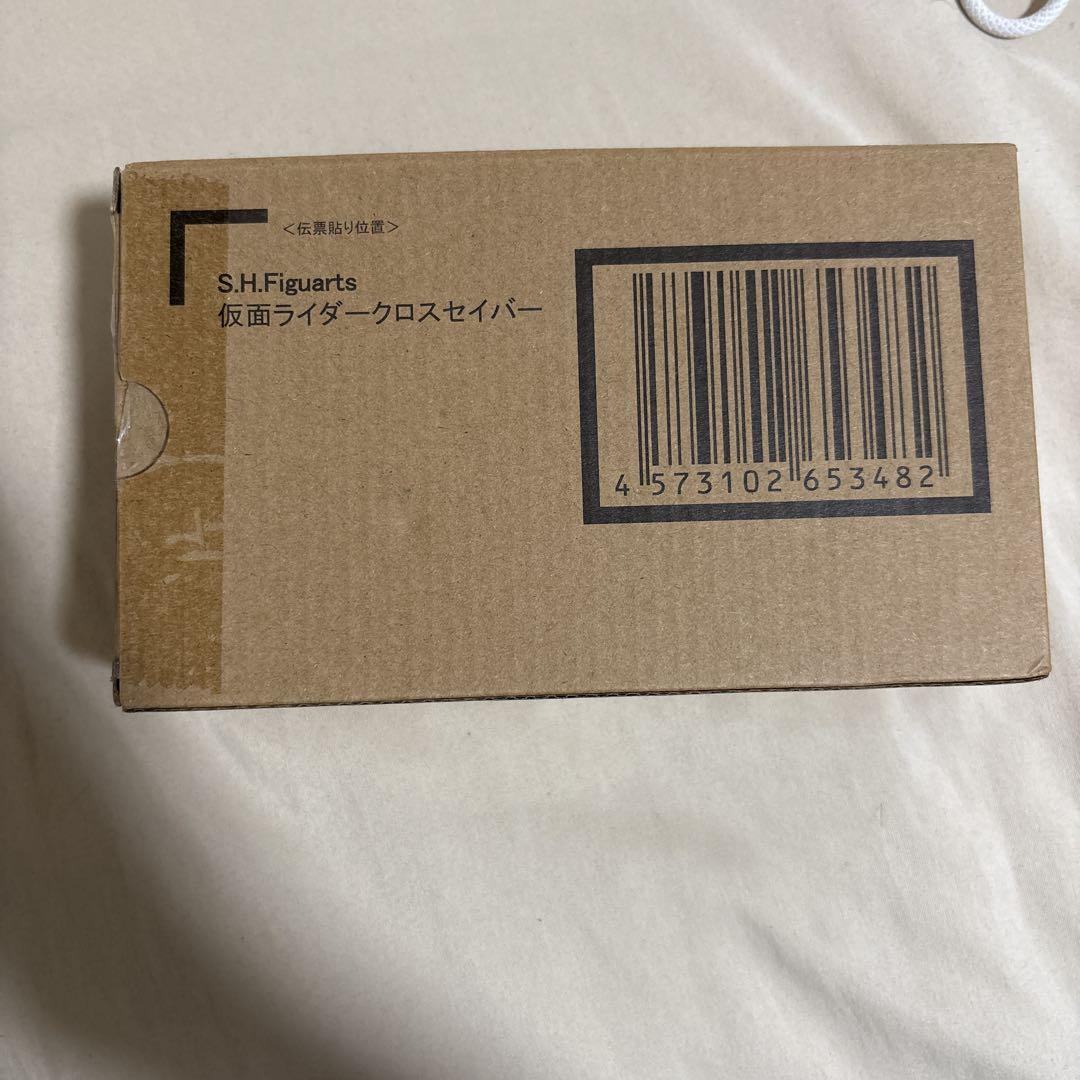 <伝票貼り位置>
S.H.Figuarts
仮面ライダークロスセイバー
4 573102 653482